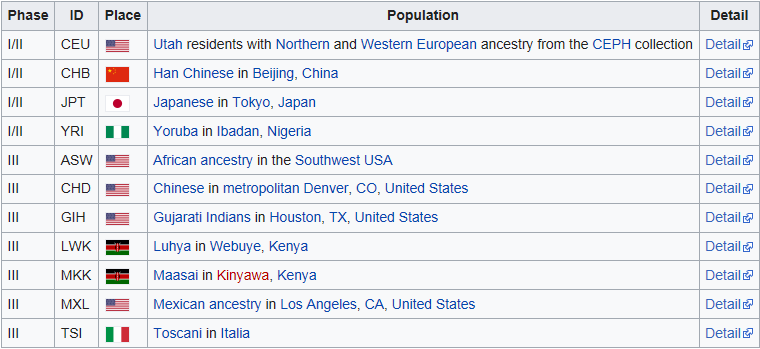 Phase ID Place Population Detail
I/II CEU Utah residents with Northern and Western European ancestry from the CEPH collection Detail
I/II CHB Han Chinese in Beijing, China Detail
I/II JPT Japanese in Tokyo, Japan Detail
I/II YRI Yoruba in Ibadan, Nigeria Detail
III ASW African ancestry in the Southwest USA Detail
III CHD Chinese in metropolitan Denver, CO, United States Detail
III GIH Gujarati Indians in Houston, TX, United States Detail
III LWK Luhya in Webuye, Kenya Detail
III MKK Maasai in Kinyawa, Kenya Detail
III MXL Mexican ancestry in Los Angeles, CA, United States Detail
III TSI Toscani in Italia Detail